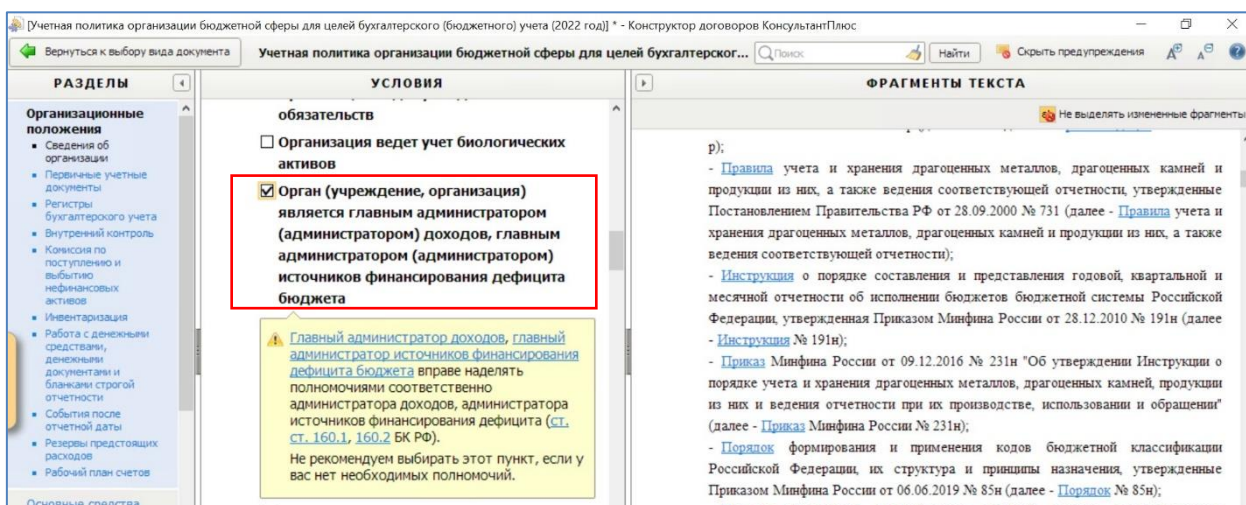 [Учетная политика организации бюджетной сферы для целей бухгалтерского (бюджетного) учета (2022 год)] * - Конструктор договоров КонсультантПлюс
Вернуться к выбору вида документа
Учетная политика организации бюджетной сферы для целей бухгалтерског...
Поиск
Найти
Скрыть предупреждения
РАЗДЕЛЫ
Организационные
положения
Сведения об
организации
Первичные учетные
документы
Регистры
бухгалтерского учета
Внутренний контроль
Комиссия по
поступлению и
выбытию
нефинансовых
активов
Инвентаризация
Работа с денежными
средствами,
денежными
документами и
бланками строгой
отчетности
События после
отчетной даты
Резервы предстоящих
расходов
Рабочий план счетов
Основные средства
УСЛОВИЯ
обязательств
Организация ведет учет биологических
активов
Орган (учреждение, организация)
является главным администратором
(администратором) доходов, главным
администратором (администратором)
источников финансирования дефицита
бюджета
Главный администратор доходов, главный
администратор источников финансирования
дефицита бюджета вправе наделять
полномочиями соответственно
администратора доходов, администратора
источников финансирования дефицита (ст.
ст. 160.1, 160.2 БК РФ).
Не рекомендуем выбирать этот пункт, если у
вас нет необходимых полномочий.
ФРАГМЕНТЫ ТЕКСТА
Не выделять измененные фрагменты
р);
- Правила учета и хранения драгоценных металлов, драгоценных камней и
продукции из них, а также ведения соответствующей отчетности, утвержденные
Постановлением Правительства РФ от 28.09.2000 № 731 (далее - Правила учета и
хранения драгоценных металлов, драгоценных камней и продукции из них, а также
ведения соответствующей отчетности);
- Инструкция о порядке составления и представления годовой, квартальной и
месячной отчетности об исполнении бюджетов бюджетной системы Российской
Федерации, утвержденная Приказом Минфина России от 28.12.2010 № 191н (далее
- Инструкция № 191н);
- Приказ Минфина России от 09.12.2016 № 231н "Об утверждении Инструкции о
порядке учета и хранения драгоценных металлов, драгоценных камней, продукции
из них и ведения отчетности при их производстве, использовании и обращении"
(далее - Приказ Минфина России № 231н);
- Порядок формирования и применения кодов бюджетной классификации
Российской Федерации, их структура и принципы назначения, утвержденные
Приказом Минфина России от 06.06.2019 № 85н (далее - Порядок № 85н);